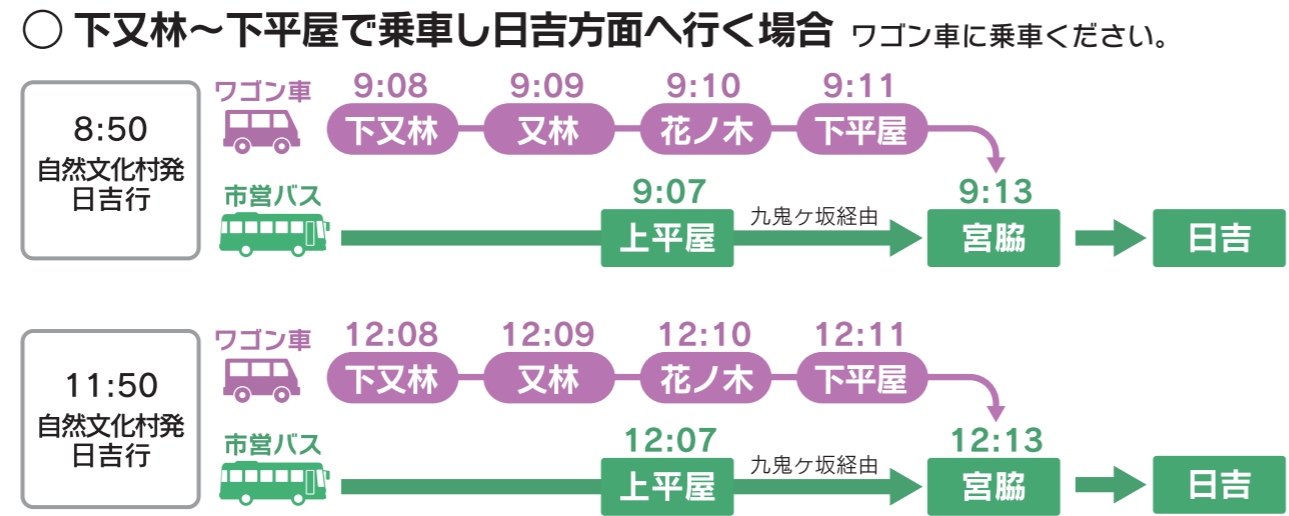 ○ 下又林～下平屋で乗車し日吉方面へ行く場合 ワゴン車に乗車ください。
8:50
自然文化村発
日吉行
ワゴン車
9:08 9:09 9:10 9:11
下又林 又林 花ノ木 下平屋
市営バス
9:07 9:13
上平屋 九鬼ケ坂経由 宮脇 日吉
11:50
自然文化村発
日吉行
ワゴン車
12:08 12:09 12:10 12:11
下又林 又林 花ノ木 下平屋
市営バス
12:07 12:13
上平屋 九鬼ケ坂経由 宮脇 日吉